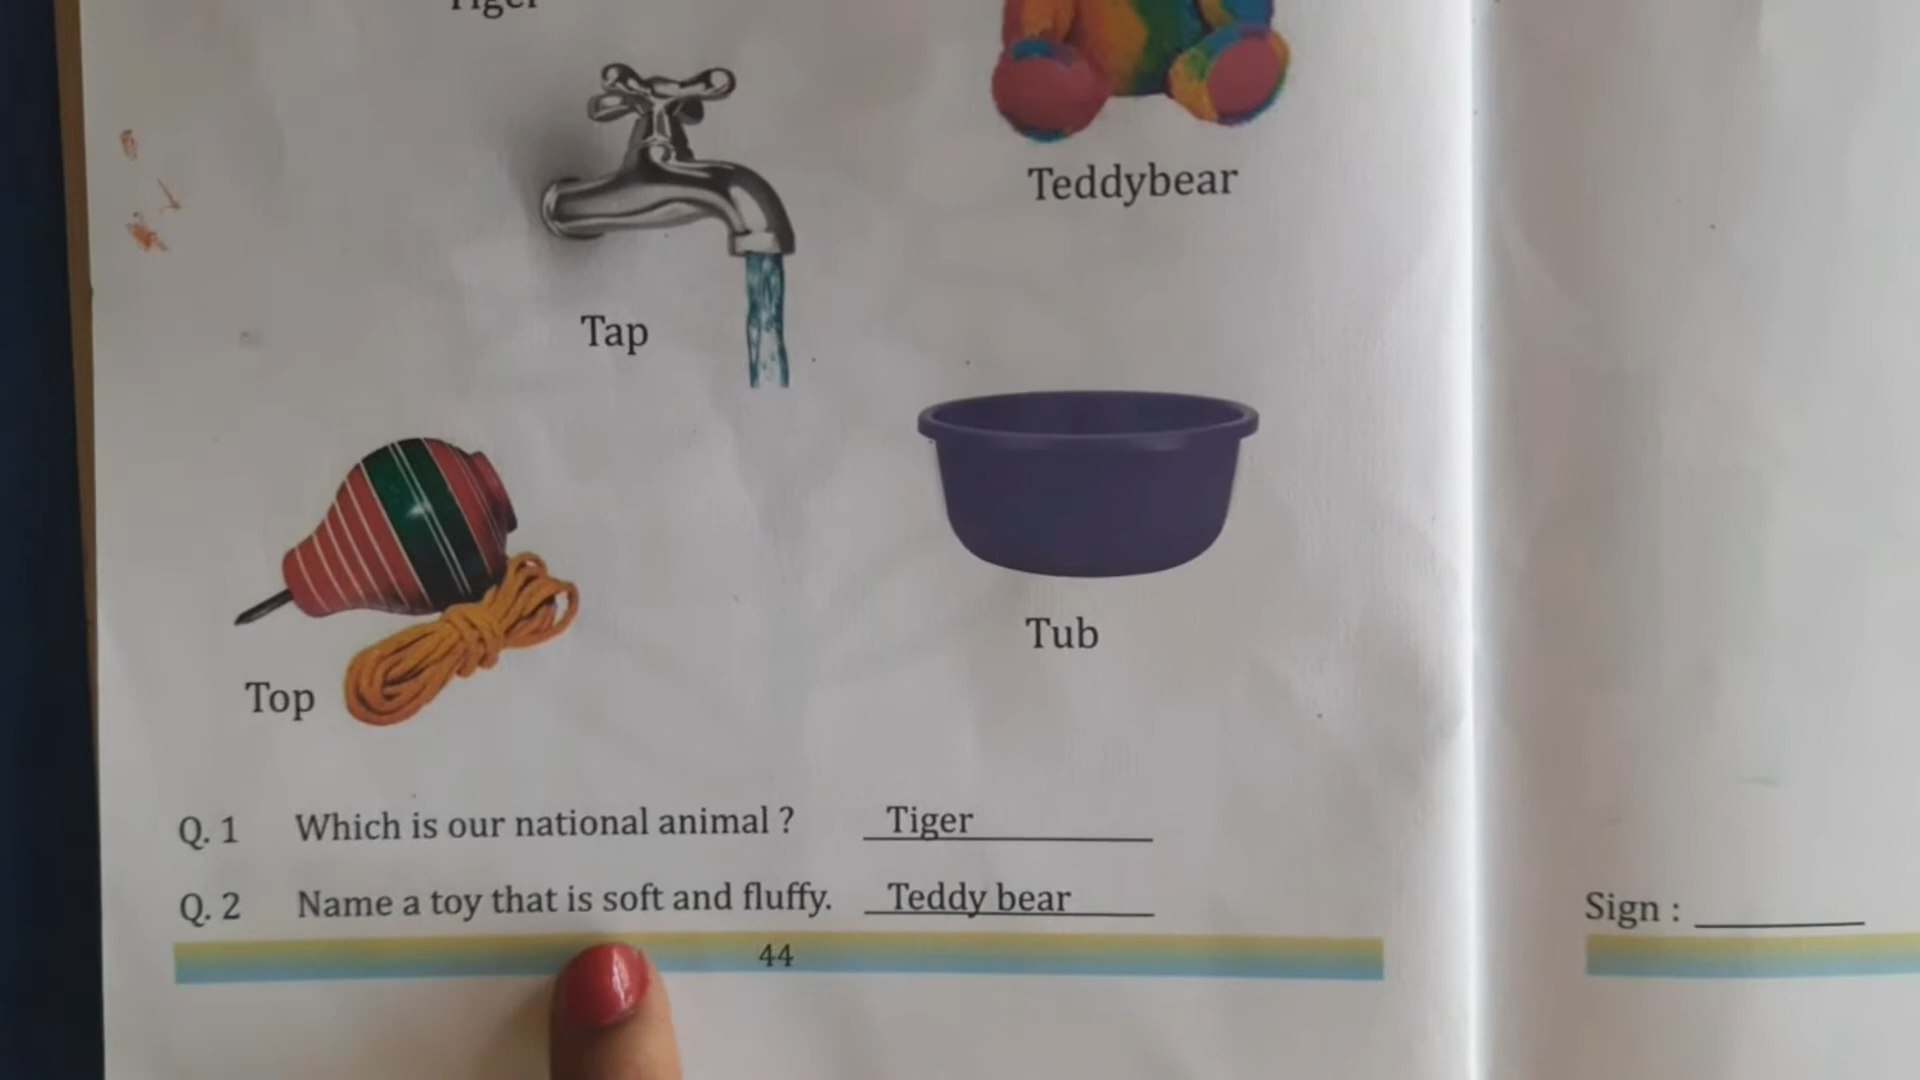 Tiger
Teddybear
Tap
Tub
Top
Q. 1 Which is our national animal ? Tiger
Q. 2 Name a toy that is soft and fluffy. Teddy bear
44
Sign :